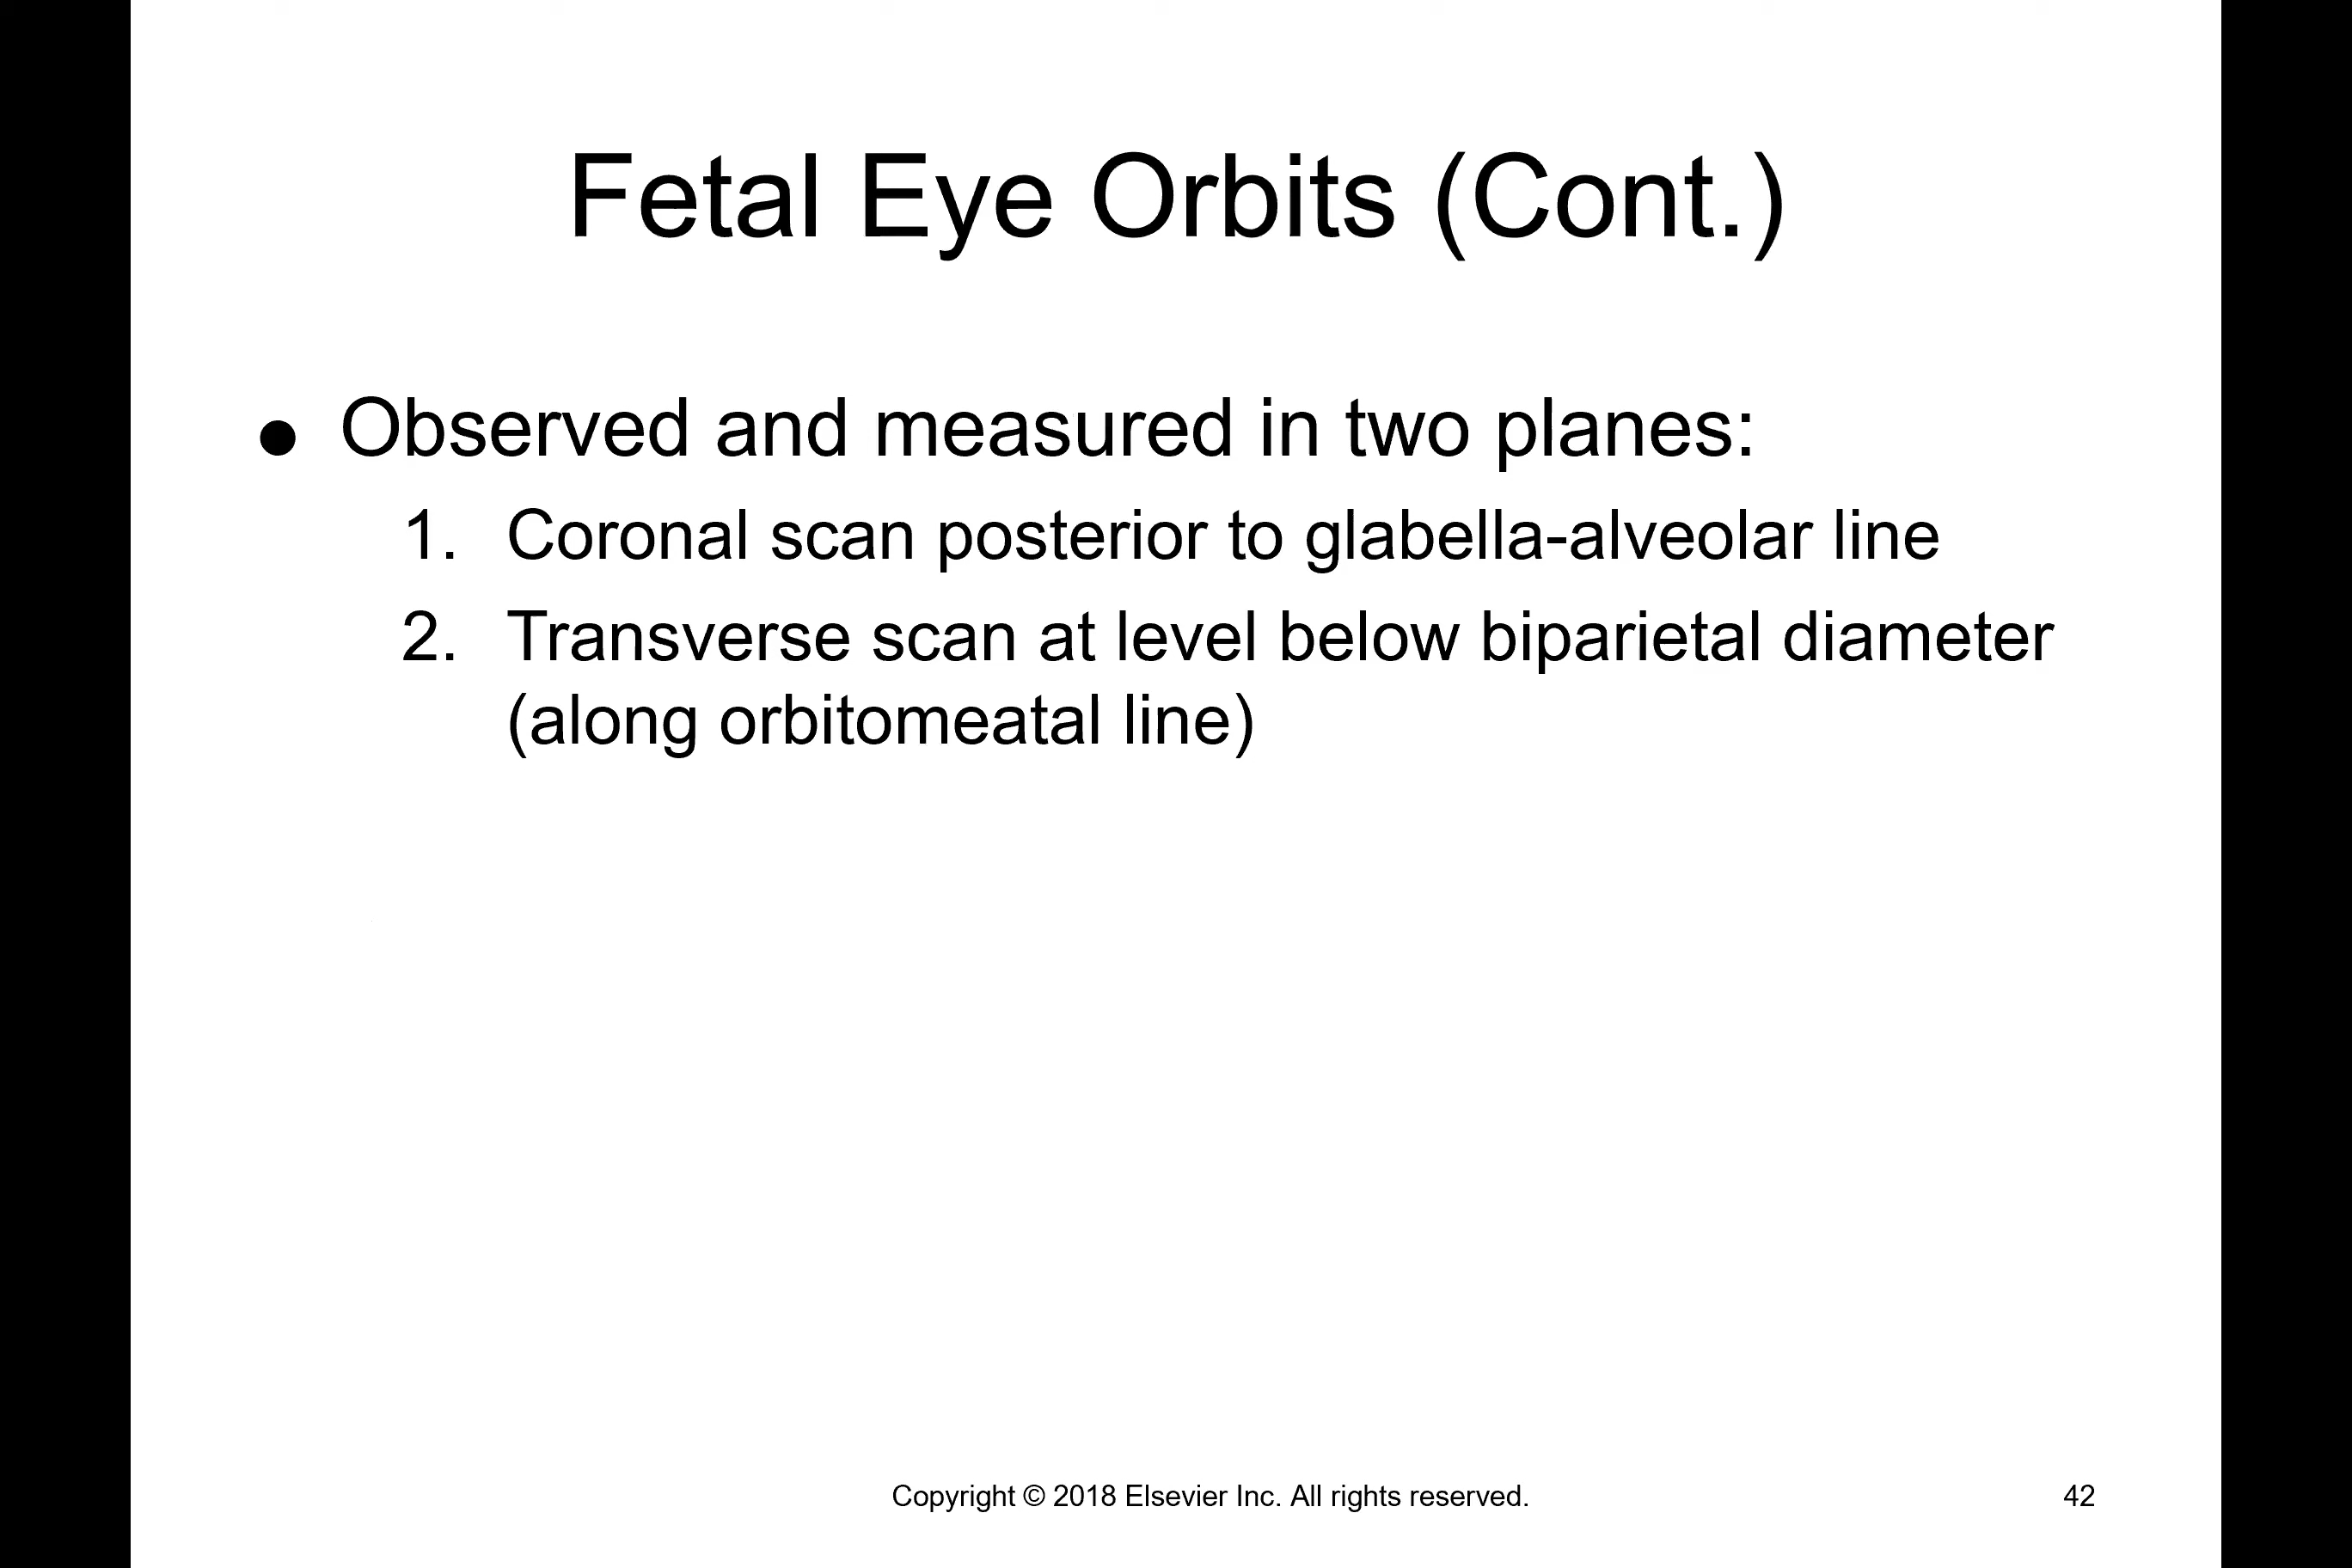 Fetal Eye Orbits (Cont.)
● Observed and measured in two planes:
1. Coronal scan posterior to glabella-alveolar line
2. Transverse scan at level below biparietal diameter
(along orbitomeatal line)
Copyright © 2018 Elsevier Inc. All rights reserved.
42